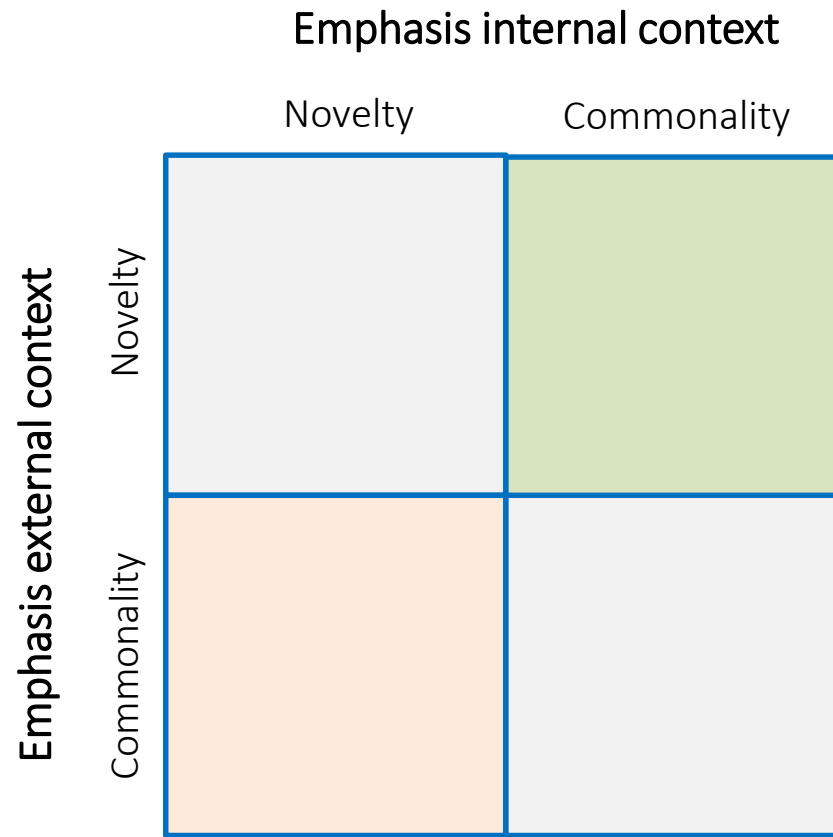 Emphasis internal context
Novelty
Commonality
Emphasis external context
Novelty
Commonality